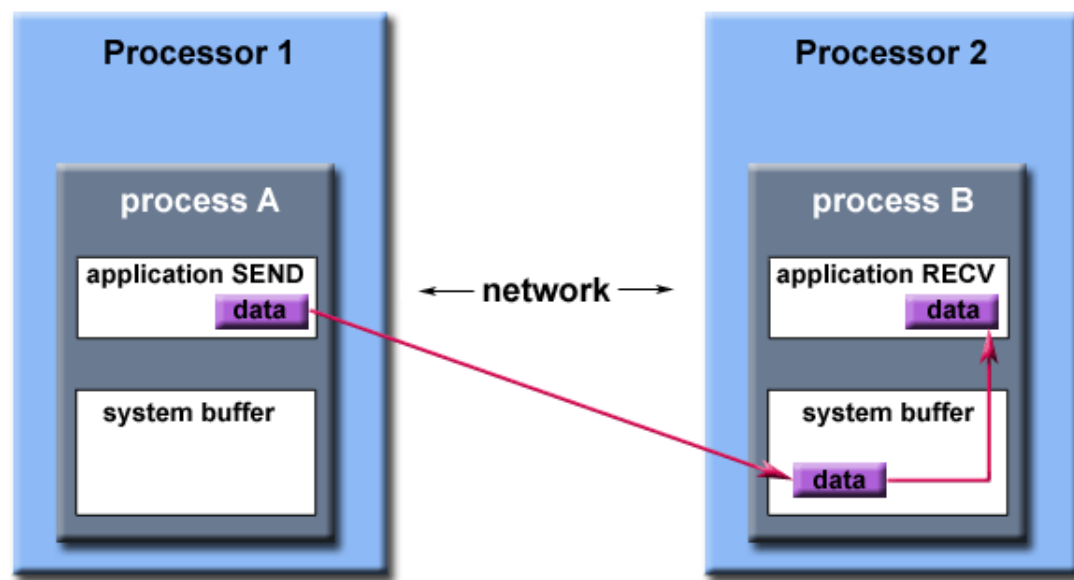 Processor 1
process A
application SEND
data
system buffer
network
Processor 2
process B
application RECV
data
system buffer
data